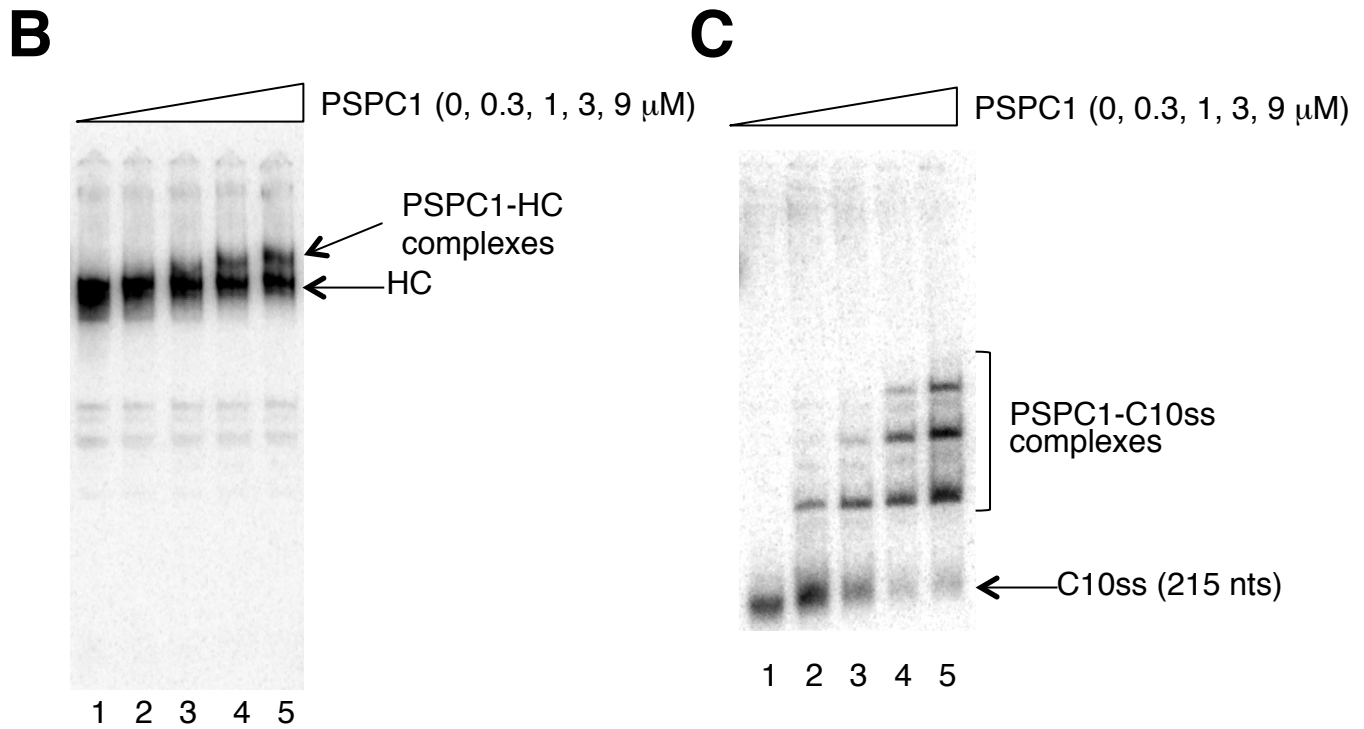 B
PSPC1 (0, 0.3, 1, 3, 9 μM)
PSPC1-HC
complexes
HC
1 2 3 4 5
C
PSPC1 (0, 0.3, 1, 3, 9 μM)
PSPC1-C10ss
complexes
C10ss (215 nts)
1 2 3 4 5